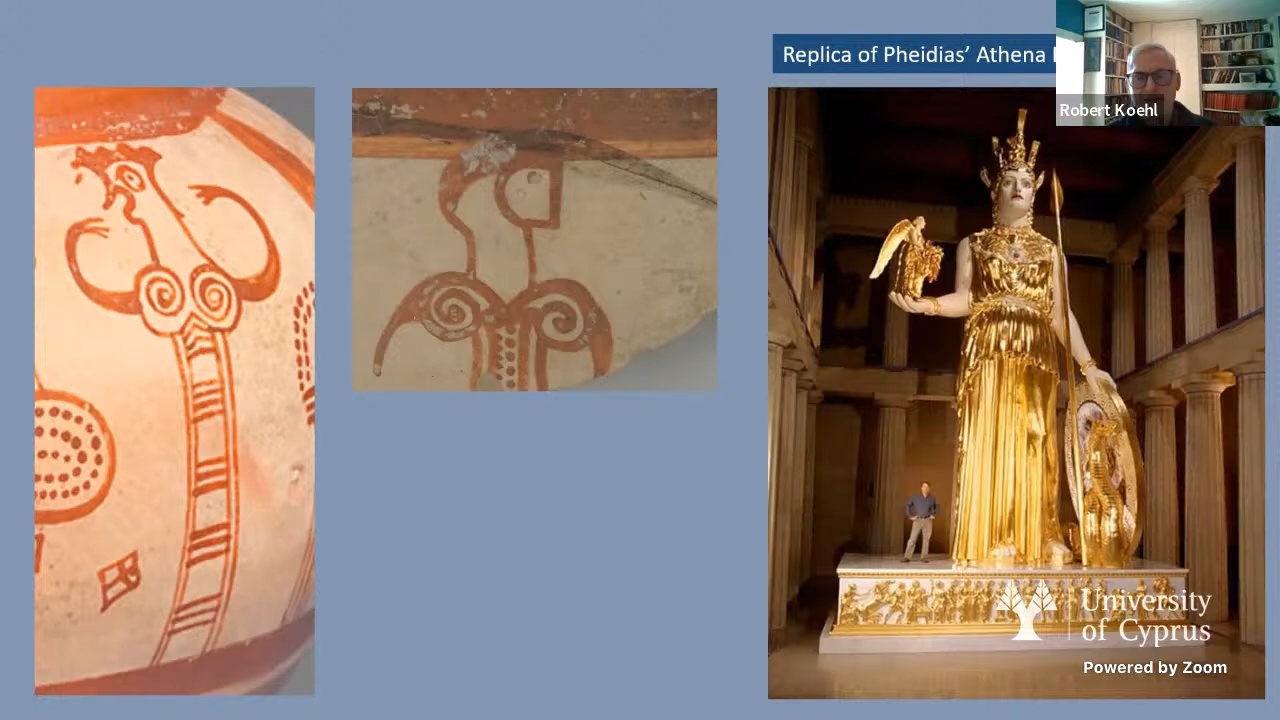 Replica of Pheidias’ Athena
Robert Koehl
University
of Cyprus
Powered by Zoom